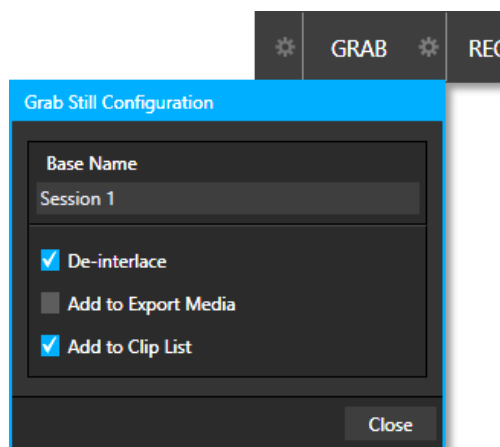 GRAB
Grab Still Configuration
Base Name
Session 1
De-interlace
Add to Export Media
Add to Clip List
Close